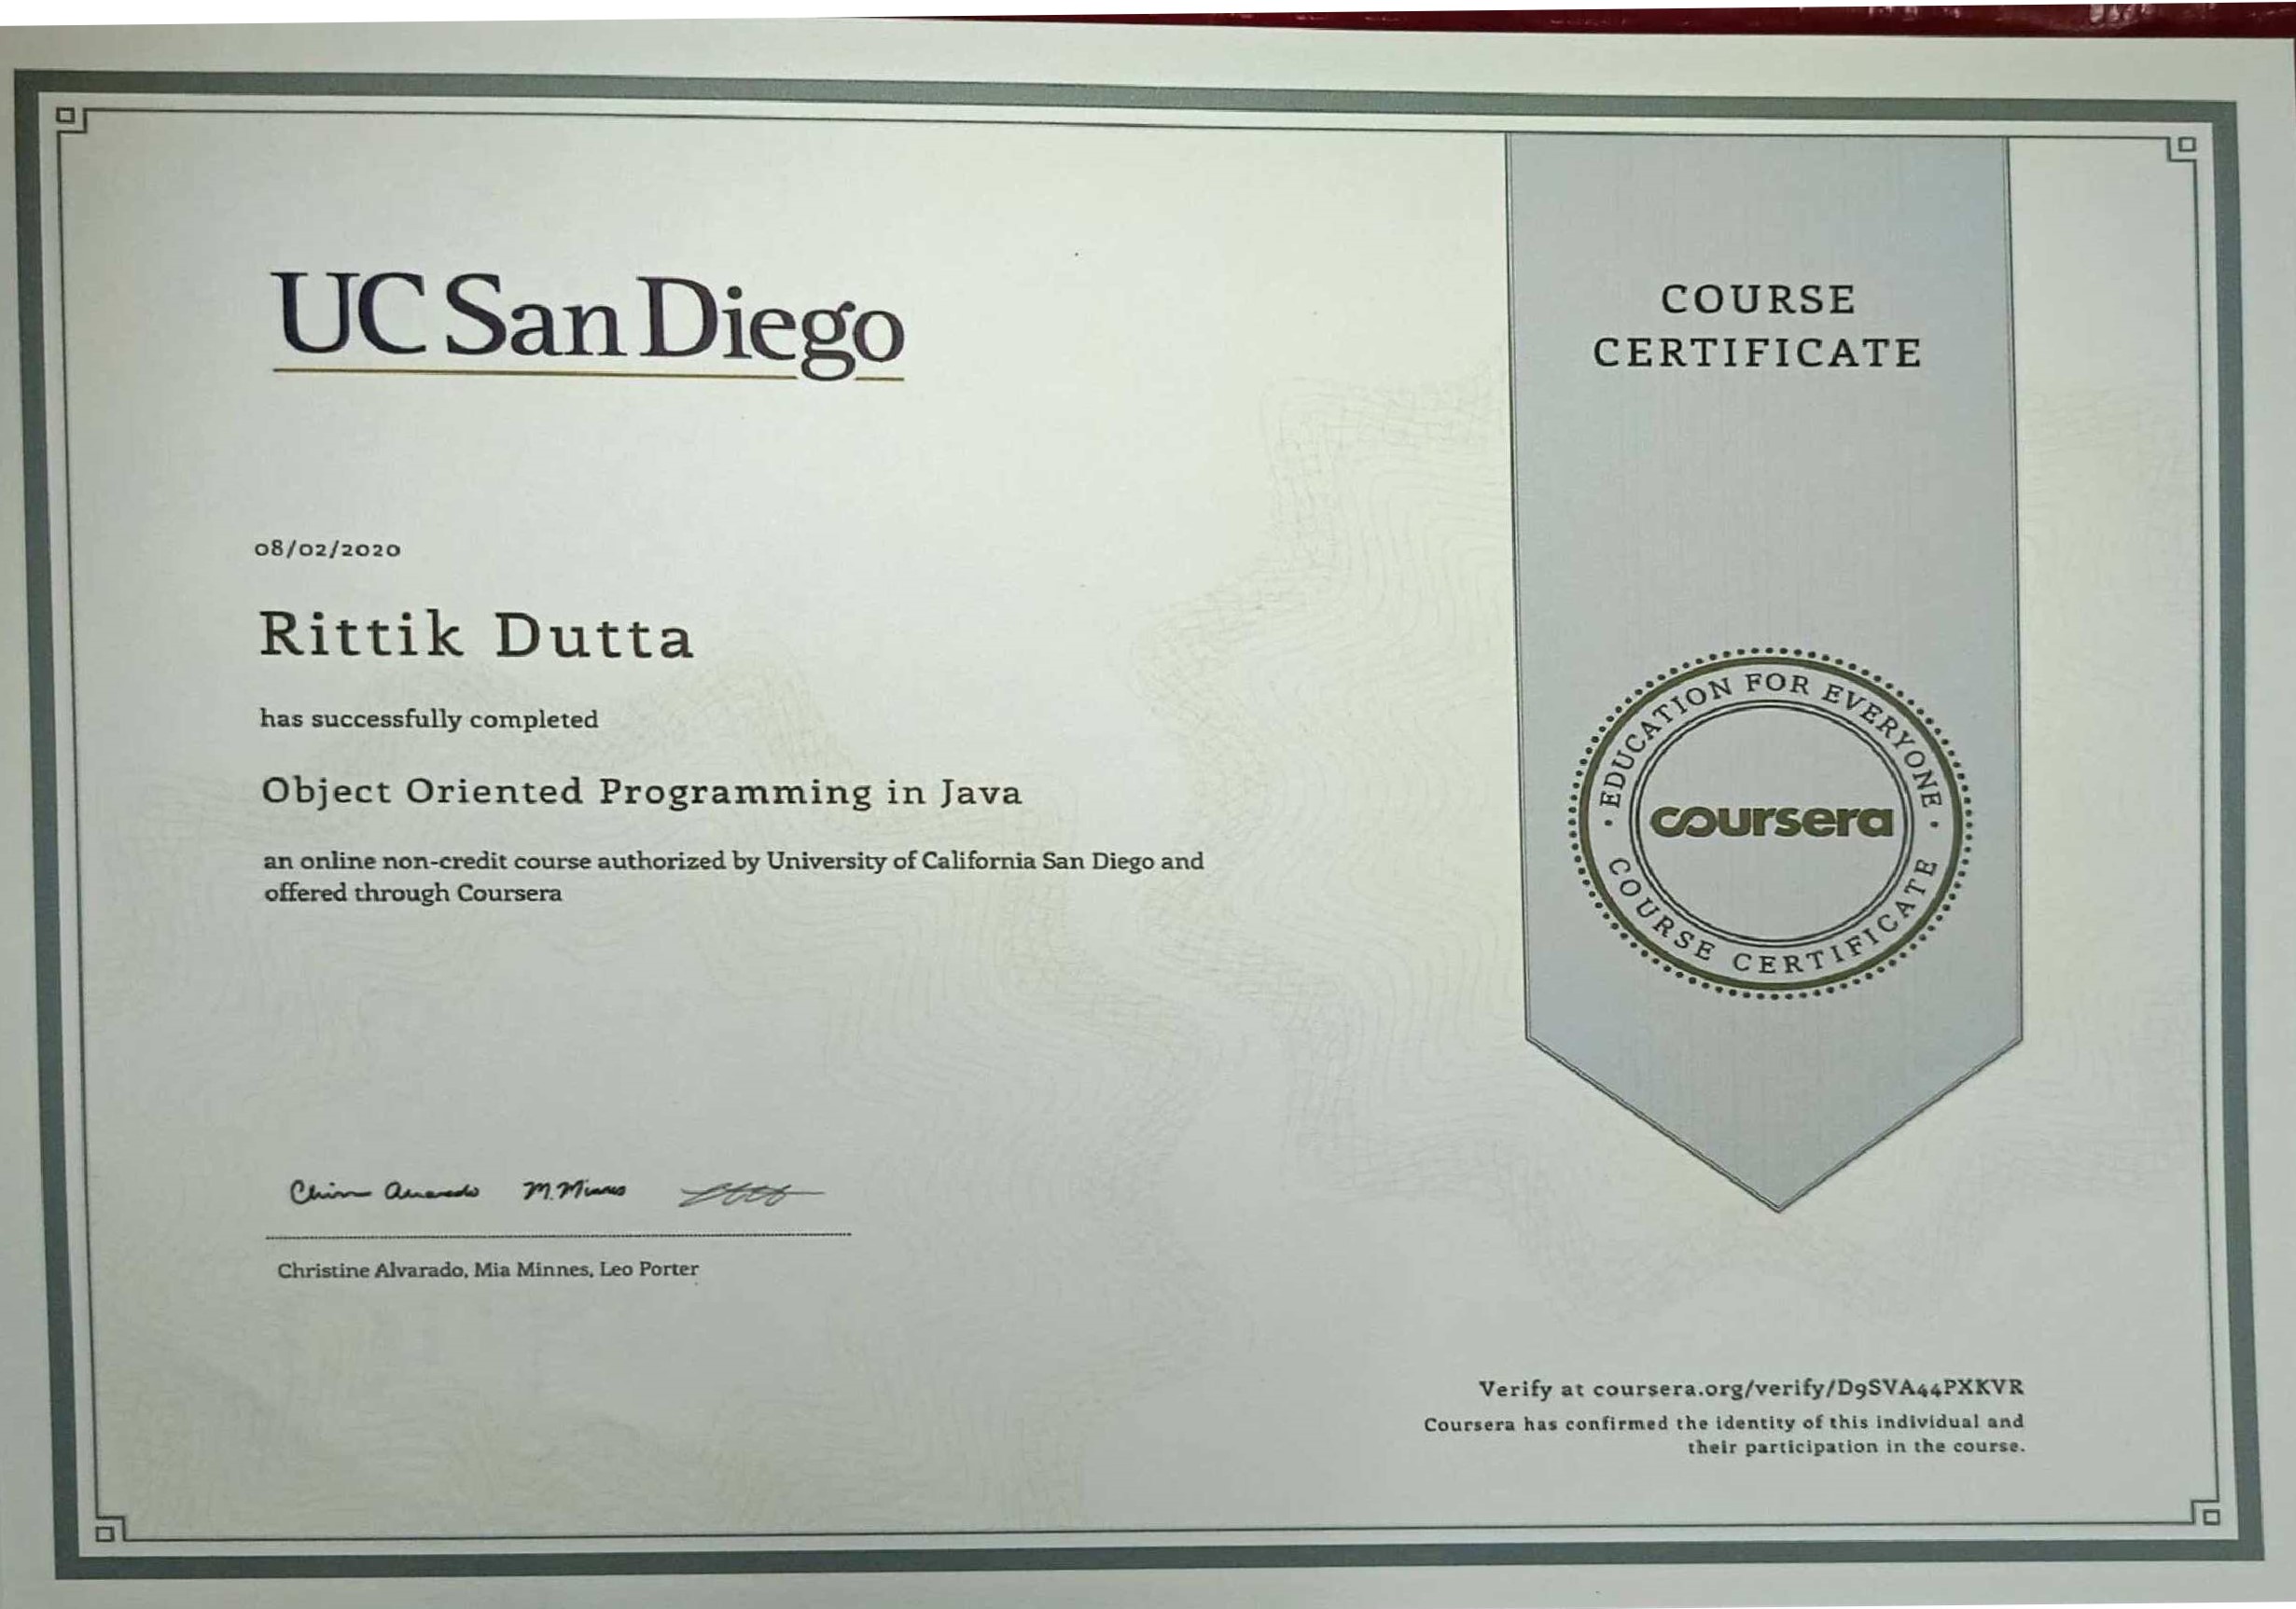 UC San Diego
COURSE
CERTIFICATE
08/02/2020
Rittik Dutta
has successfully completed
Object Oriented Programming in Java
an online non-credit course authorized by University of California San Diego and
offered through Coursera
EDUCATION FOR EVERYONE
coursera
COURSE CERTIFICATE
M. Minnes
Christine Alvarado, Mia Minnes, Leo Porter
Verify at coursera.org/verify/D9SVA44PXKVR
Coursera has confirmed the identity of this individual and
their participation in the course.